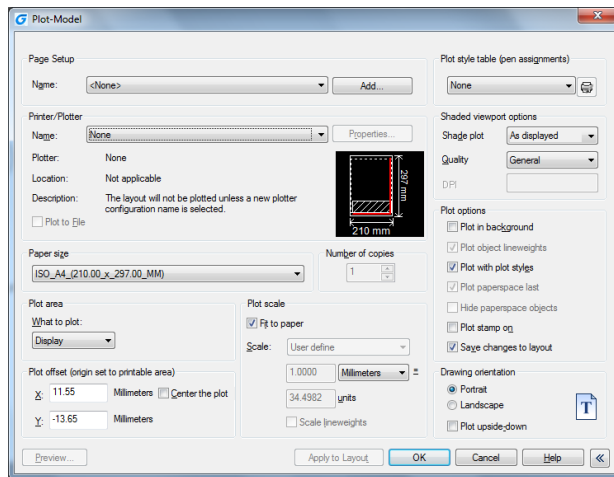 Plot-Model
Page Setup
Name: <None> Add...
Plot style table (pen assignments)
None
Printer/Plotter
Name: None Properties...
Plotter: None
Location: Not applicable
Description: The layout will not be plotted unless a new plotter
configuration name is selected.
Plot to File
297 mm
210 mm
Shaded viewport options
Shade plot As displayed
Quality General
DPI
Paper size
ISO_A4_(210.00_x_297.00_MM)
Number of copies
1
Plot options
Plot in background
Plot object lineweights
Plot with plot styles
Plot paperspace last
Hide paperspace objects
Plot stamp on
Save changes to layout
Plot area
What to plot:
Display
Plot scale
Fit to paper
Scale: User define
1.0000 Millimeters =
34.4982 units
Scale lineweights
Plot offset (origin set to printable area)
X: 11.55 Millimeters Center the plot
Y: -13.65 Millimeters
Drawing orientation
Portrait
Landscape
Plot upside-down
T
Preview... Apply to Layout OK Cancel Help «